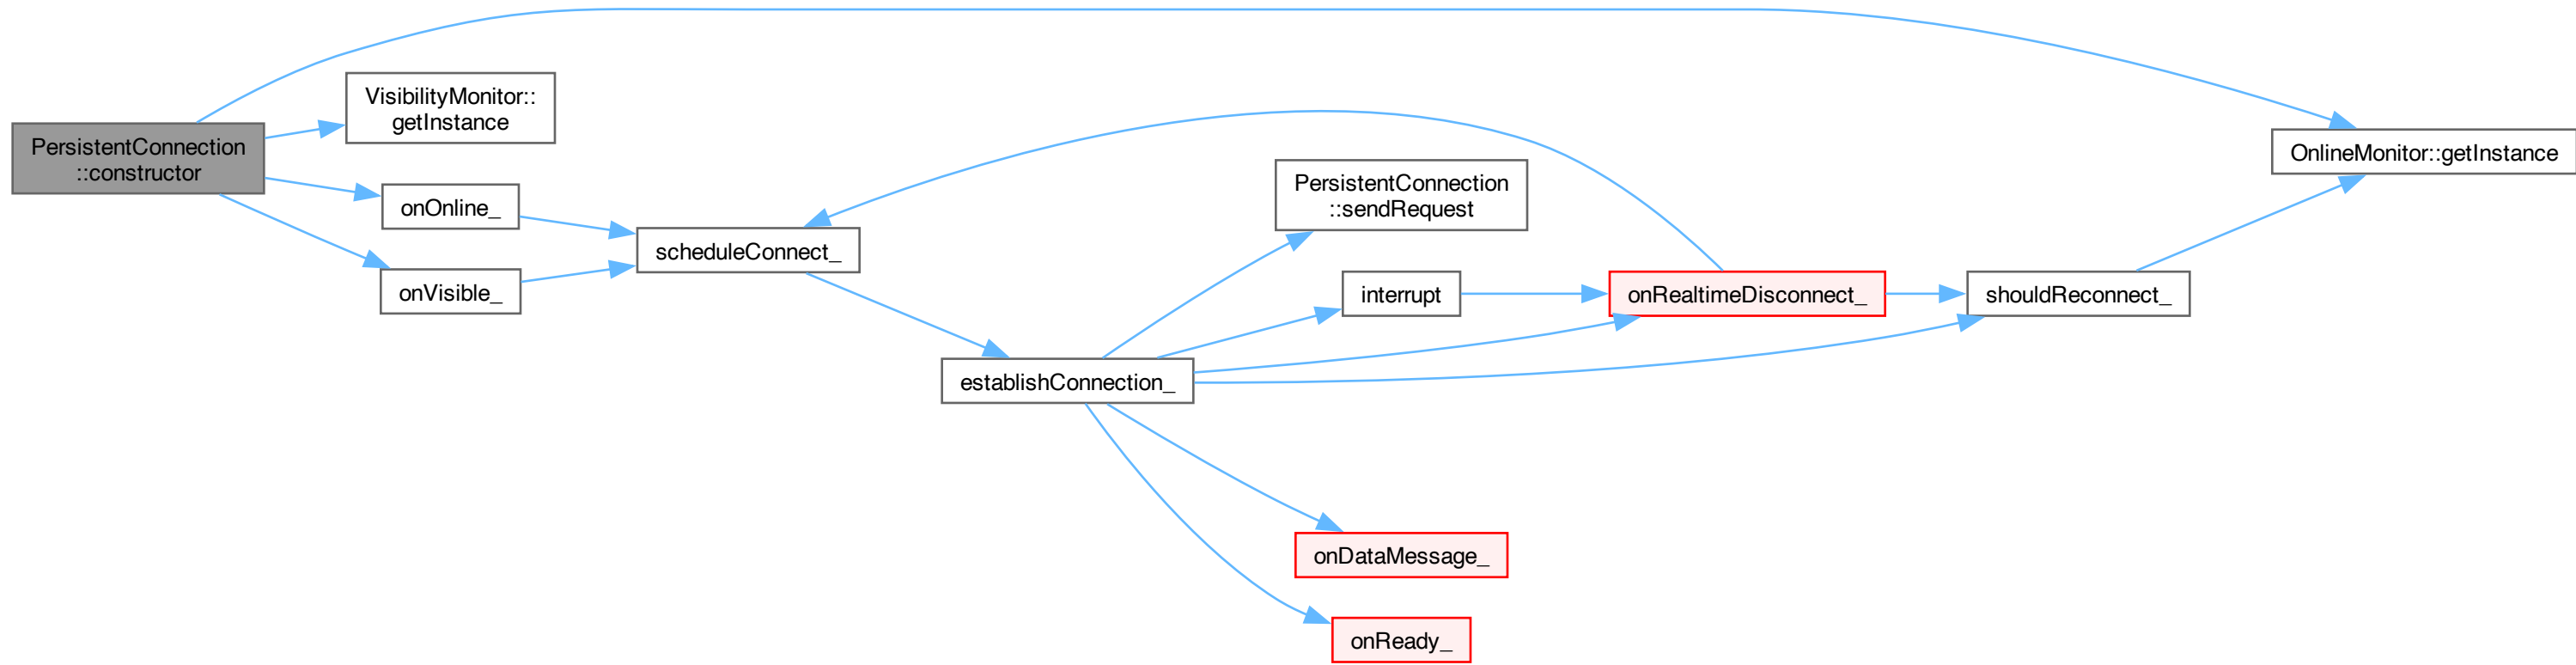 PersistentConnection
::constructor
VisibilityMonitor::
getInstance
onOnline_
onVisible_
scheduleConnect_
establishConnection_
PersistentConnection
::sendRequest
interrupt
onRealtimeDisconnect_
shouldReconnect_
OnlineMonitor::getInstance
onDataMessage_
onReady_